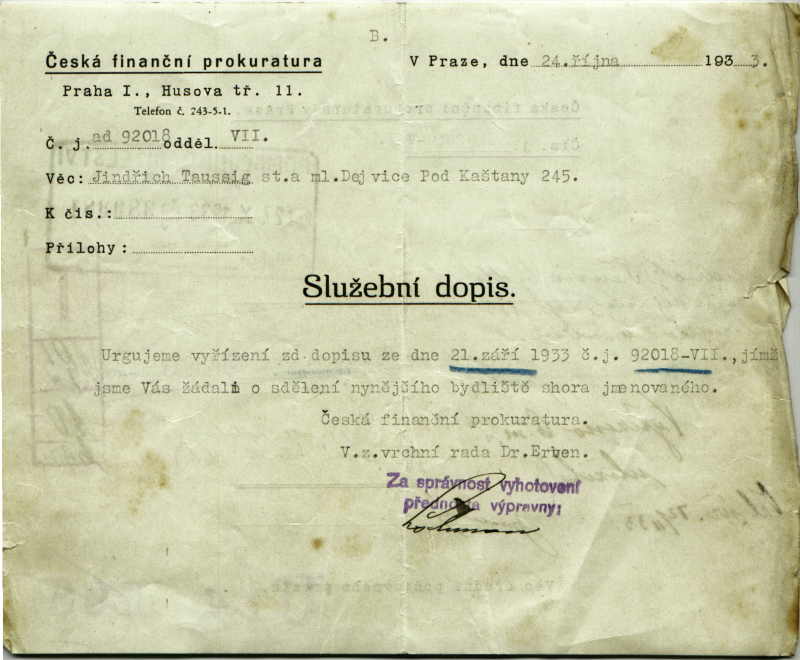 B.
Česká finanční prokuratura
V Praze, dne 24.října 1933.
Praha I., Husova tř. 11.
Telefon č. 243-5-1.
Č. j. ad 92018 odděl. VII.
Věc: Jindřich Taussig st.a ml.Dejvice Pod Kaštany 245.
K čís.:
Přílohy:
Služební dopis.
Urgujeme vyřízení zd dopisu ze dne 21.září 1933 č.j. 92018-VII., jímž
jsme Vás žádali o sdělení nynějšího bydliště shora jmenovaného.
Česká finanční prokuratura.
V.z.vrchní rada Dr.Erben.
Za správnost vyhotovení
přednosta výpravny: